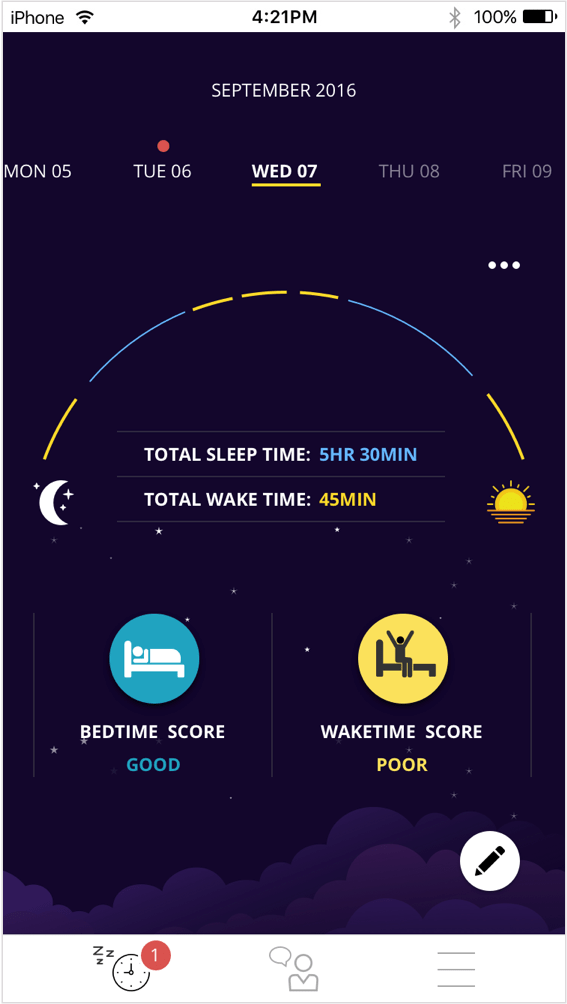 iPhone 4:21PM 100%
SEPTEMBER 2016
MON 05 TUE 06 WED 07 THU 08 FRI 09
TOTAL SLEEP TIME: 5HR 30MIN
TOTAL WAKE TIME: 45MIN
BEDTIME SCORE WAKETIME SCORE
GOOD POOR
zzz 1